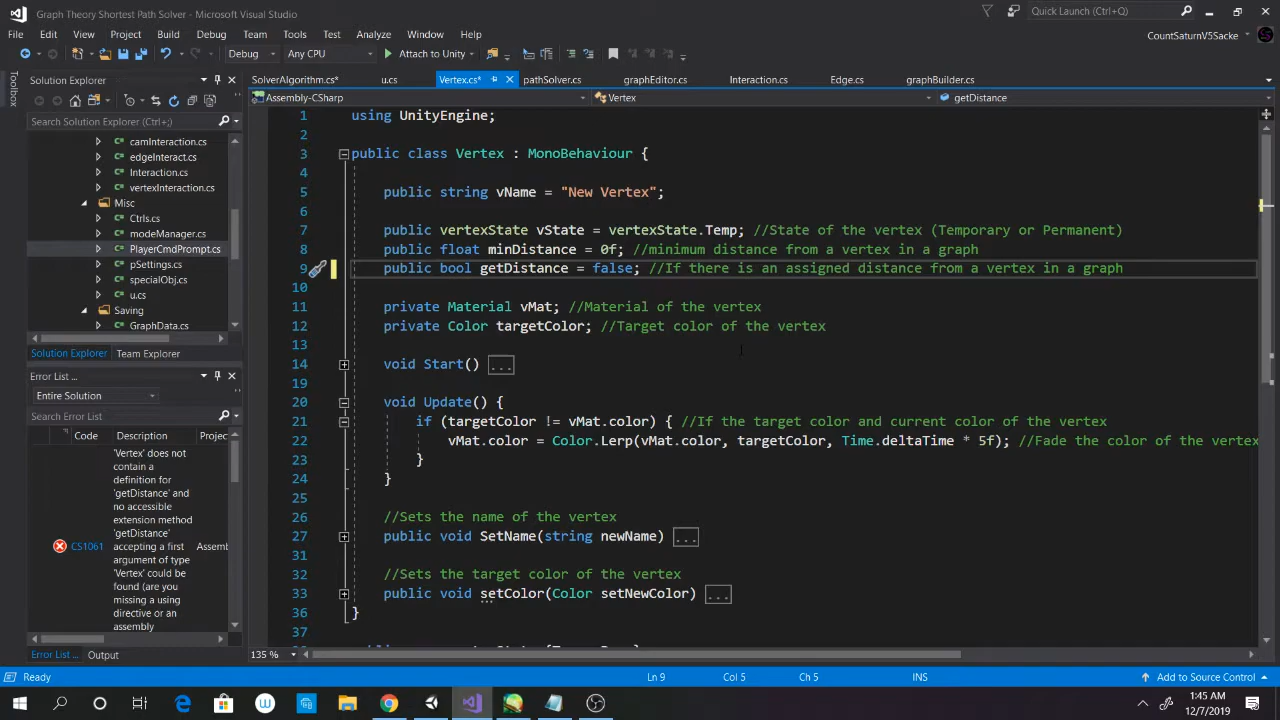 Graph Theory Shortest Path Solver - Microsoft Visual Studio
Quick Launch (Ctrl+Q)
File Edit View Project Build Debug Team Tools Test Analyze Window Help
CountSaturnV5Sacke
Debug Any CPU Attach to Unity
Toolbox
Solution Explorer
SolverAlgorithm.cs* u.cs Vertex.cs* pathSolver.cs graphEditor.cs Interaction.cs Edge.cs graphBuilder.cs
Assembly-CSharp Vertex getDistance
Search Solution Explorer (Ctrl+;)
camInteraction.cs
edgeInteract.cs
Interaction.cs
vertexInteraction.cs
Misc
Ctrls.cs
modeManager.cs
PlayerCmdPrompt.cs
pSettings.cs
specialObj.cs
u.cs
Saving
GraphData.cs
Solution Explorer Team Explorer
Error List ...
Entire Solution
Search Error List
Code Description Project
'Vertex' does not
contain a
definition for
'getDistance' and
no accessible
extension method
'getDistance'
CS1061 accepting a first Assemb
argument of type
'Vertex' could be
found (are you
missing a using
directive or an
assembly
Error List ... Output
1 using UnityEngine;
2
3 public class Vertex : MonoBehaviour {
4
5 public string vName = "New Vertex";
6
7 public vertexState vState = vertexState.Temp; //State of the vertex (Temporary or Permanent)
8 public float minDistance = 0f; //minimum distance from a vertex in a graph
9 public bool getDistance = false; //If there is an assigned distance from a vertex in a graph
10
11 private Material vMat; //Material of the vertex
12 private Color targetColor; //Target color of the vertex
13
14 void Start() ...
19
20 void Update() {
21 if (targetColor != vMat.color) { //If the target color and current color of the vertex
22 vMat.color = Color.Lerp(vMat.color, targetColor, Time.deltaTime * 5f); //Fade the color of the vertex
23 }
24 }
25
26 //Sets the name of the vertex
27 public void SetName(string newName) ...
31
32 //Sets the target color of the vertex
33 public void setColor(Color setNewColor) ...
36 }
37
135 %
Ready Ln 9 Col 5 Ch 5 INS Add to Source Control
1:45 AM
12/7/2019